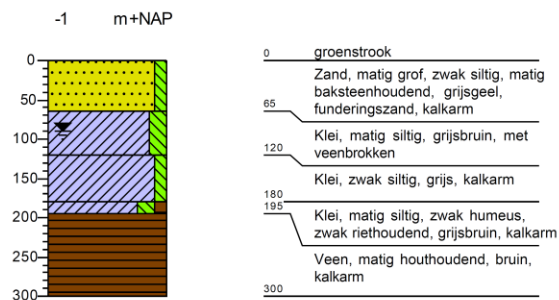 -1 m+NAP
0
50
100
150
200
250
300
0 groenstrook
Zand, matig grof, zwak siltig, matig
baksteenhoudend, grijsgeel,
65 funderingszand, kalkarm
Klei, matig siltig, grijsbruin, met
120 veenbrokken
Klei, zwak siltig, grijs, kalkarm
180
195 Klei, matig siltig, zwak humeus,
zwak riethoudend, grijsbruin, kalkarm
Veen, matig houthoudend, bruin,
kalkarm
300